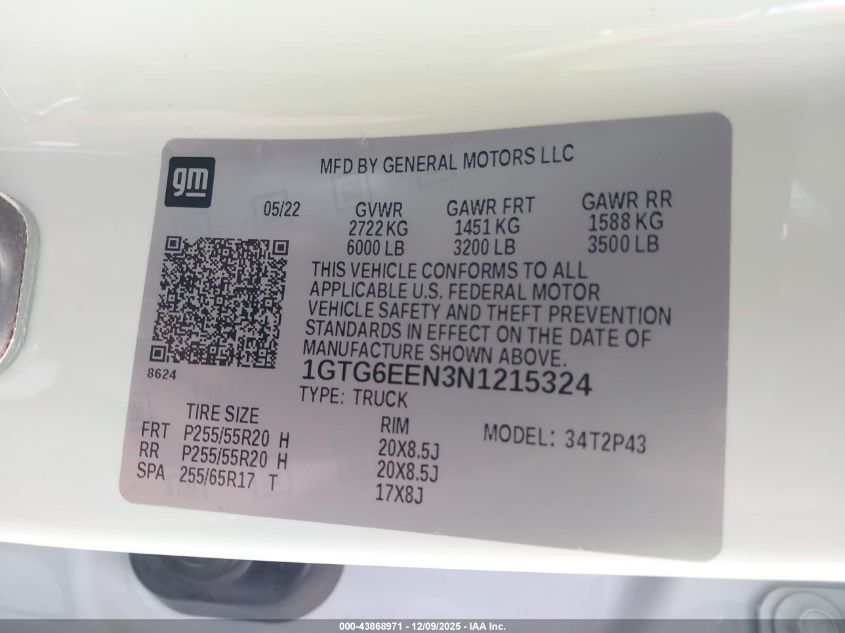 gm
MFD BY GENERAL MOTORS LLC
05/22 GVWR GAWR FRT GAWR RR
2722 KG 1451 KG 1588 KG
6000 LB 3200 LB 3500 LB
THIS VEHICLE CONFORMS TO ALL
APPLICABLE U.S. FEDERAL MOTOR
VEHICLE SAFETY AND THEFT PREVENTION
STANDARDS IN EFFECT ON THE DATE OF
MANUFACTURE SHOWN ABOVE.
8624
1GTG6EEN3N1215324
TYPE: TRUCK
TIRE SIZE RIM MODEL: 34T2P43
FRT P255/55R20 H 20X8.5J
RR P255/55R20 H 20X8.5J
SPA 255/65R17 T 17X8J
000-43868971 - 12/09/2025 - IAA Inc.